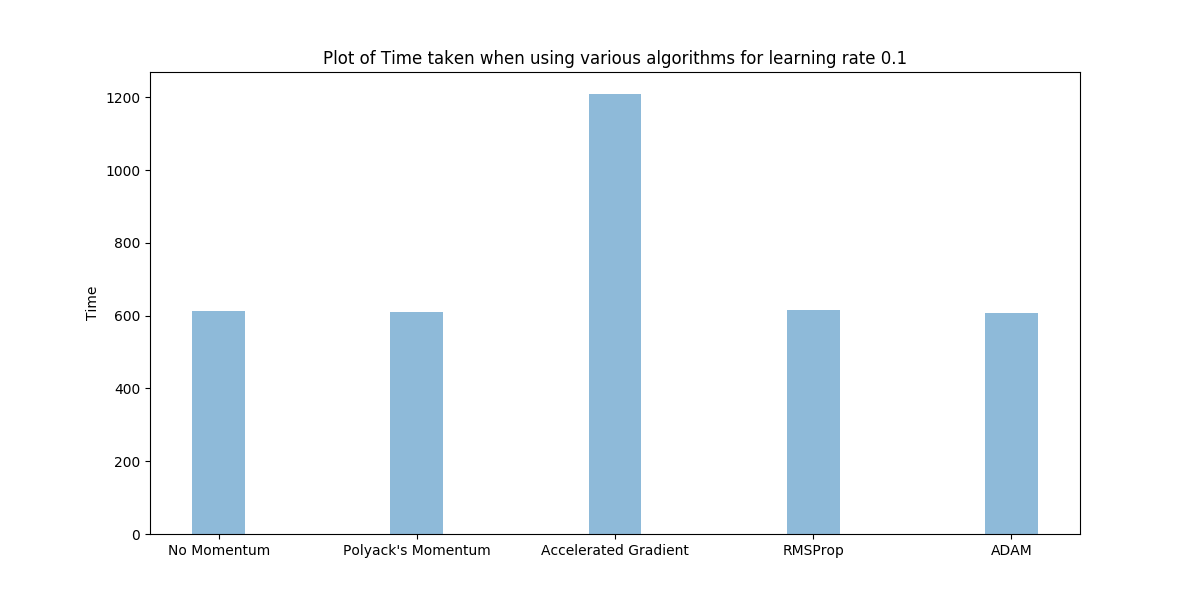 Plot of Time taken when using various algorithms for learning rate 0.1
1200
1000
800
600
400
200
0
Time
No Momentum
Polyack's Momentum
Accelerated Gradient
RMSProp
ADAM